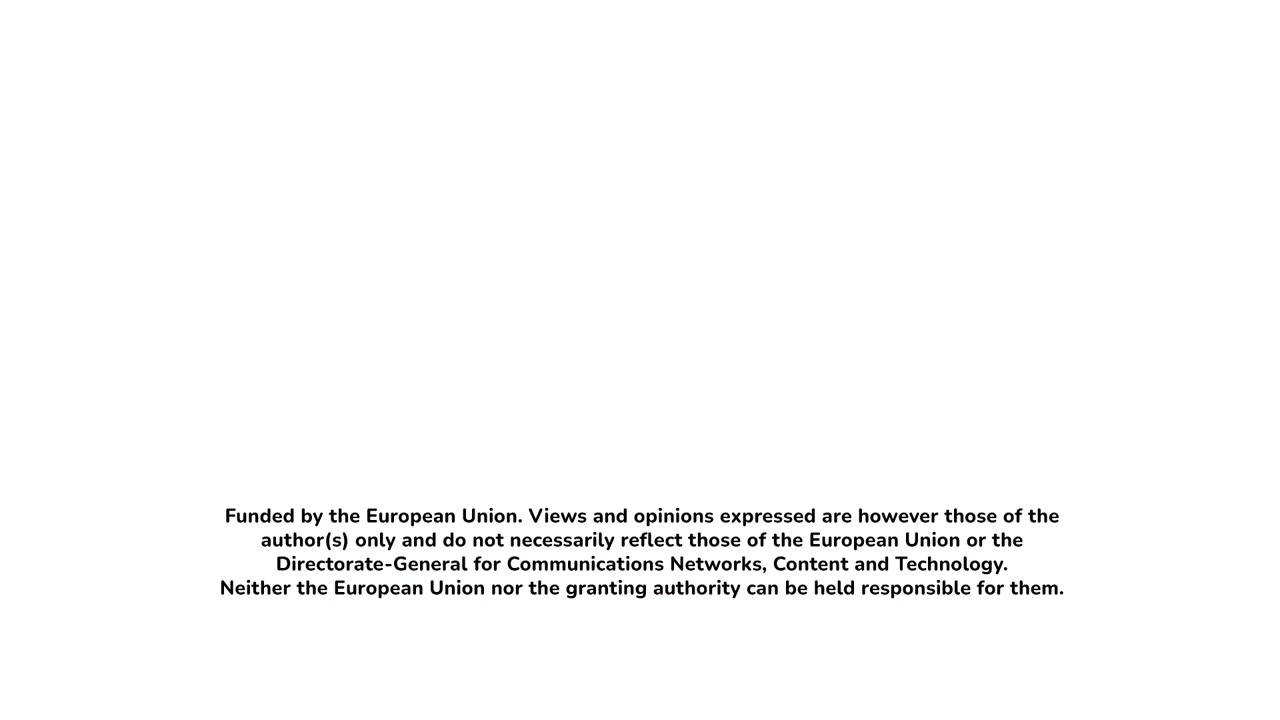 Funded by the European Union. Views and opinions expressed are however those of the
author(s) only and do not necessarily reflect those of the European Union or the
Directorate-General for Communications Networks, Content and Technology.
Neither the European Union nor the granting authority can be held responsible for them.